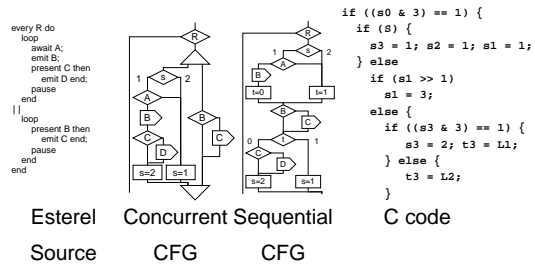 every R do
loop
await A;
emit B;
present C then
emit D end;
pause
end
||
loop
present B then
emit C end;
pause
end
end
R
1 s 2
A
B
C
D
s=2 s=1
B
C
R
s
1 2
A
B
t=0 t=1
B
C
0 t 1
C
D
s=2 s=1
if ((s0 & 3) == 1) {
if (S) {
s3 = 1; s2 = 1; s1 = 1;
} else
if (s1 >> 1)
s1 = 3;
else {
if ((s3 & 3) == 1) {
s3 = 2; t3 = L1;
} else {
t3 = L2;
}
Esterel Concurrent Sequential C code
Source CFG CFG